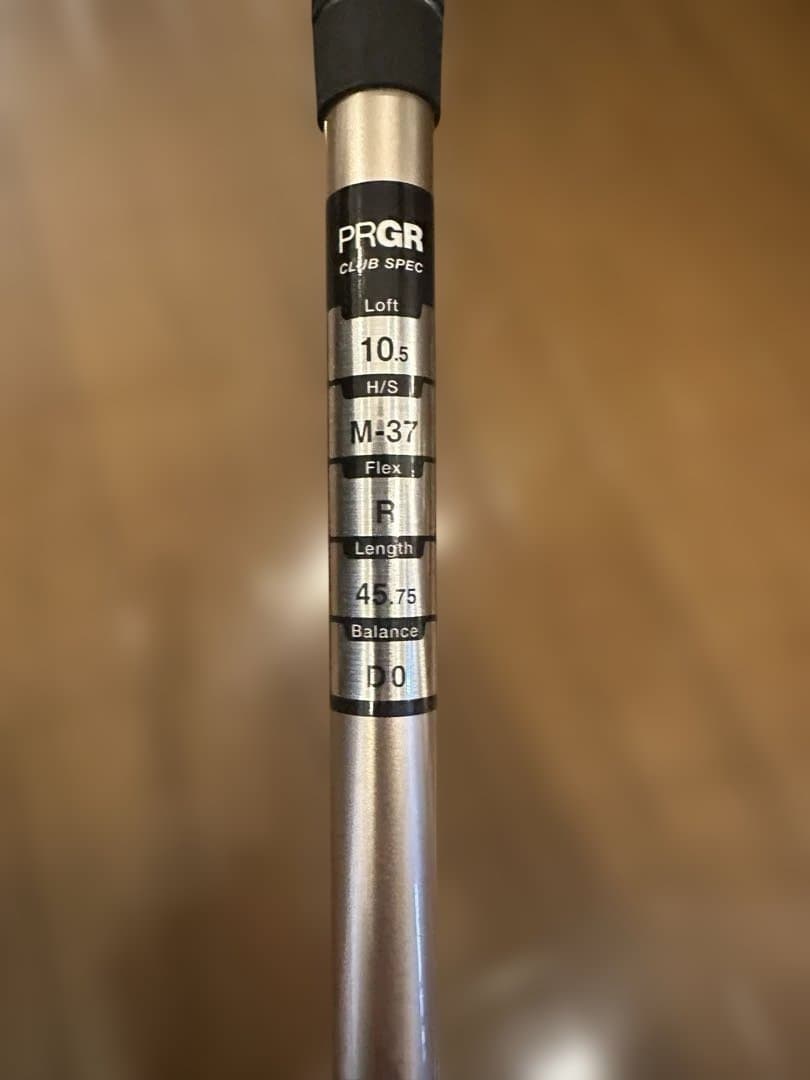 PRGR
CLUB SPEC
Loft
10.5
H/S
M-37
Flex
R
Length
45.75
Balance
D0